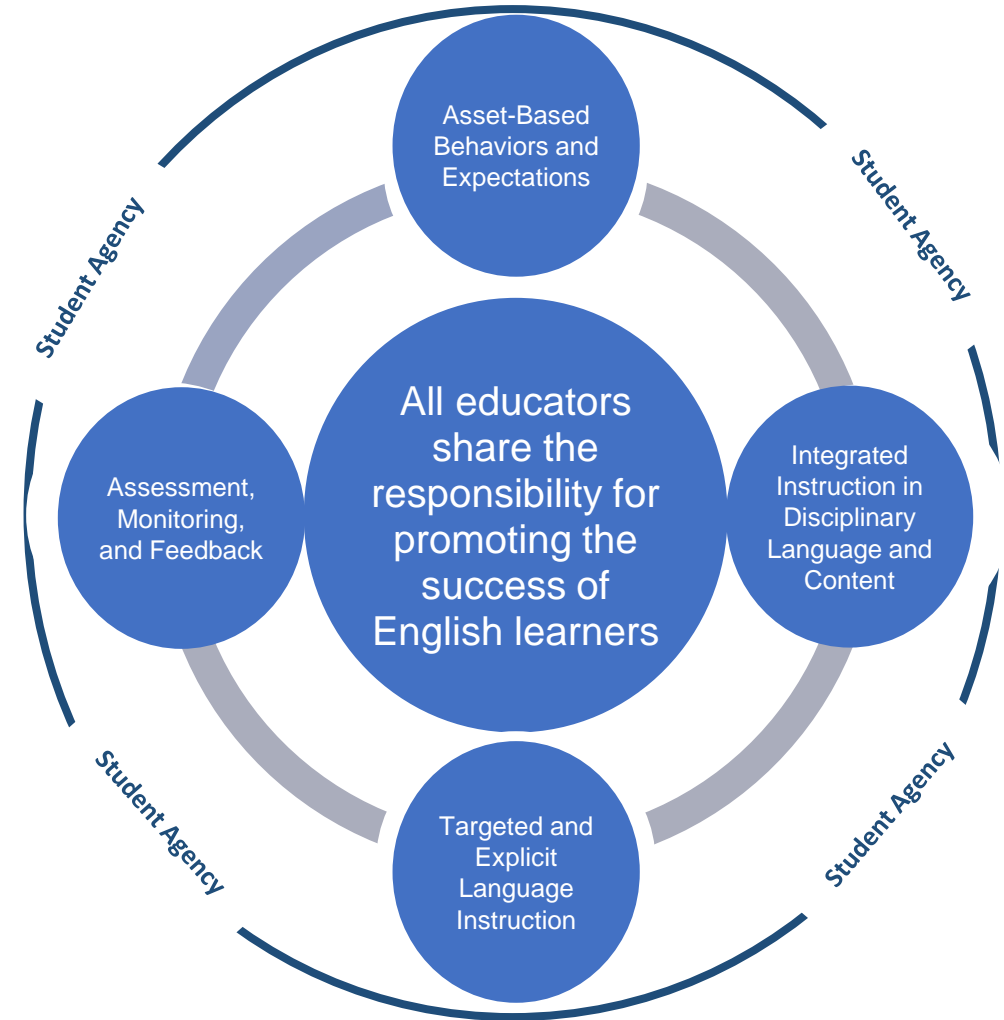 Asset-Based
Behaviors and
Expectations
Student Agency
Student Agency
All educators
share the
responsibility for
promoting the
success of
English learners
Assessment,
Monitoring,
and Feedback
Integrated
Instruction in
Disciplinary
Language and
Content
Student Agency
Student Agency
Targeted and
Explicit
Language
Instruction